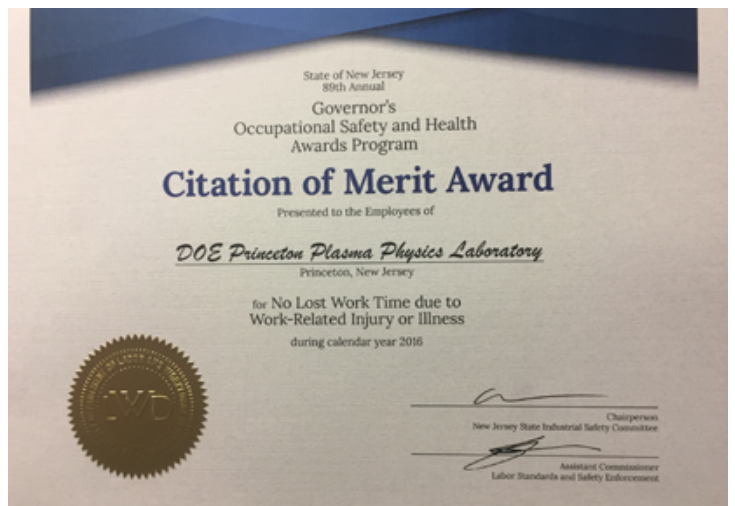 State of New Jersey
89th Annual
Governor's
Occupational Safety and Health
Awards Program
Citation of Merit Award
Presented to the Employees of
DOE Princeton Plasma Physics Laboratory
Princeton, New Jersey
for No Lost Work Time due to
Work-Related Injury or Illness
during calendar year 2016
LWD
Chairperson
New Jersey State Industrial Safety Committee
Assistant Commissioner
Labor Standards and Safety Enforcement